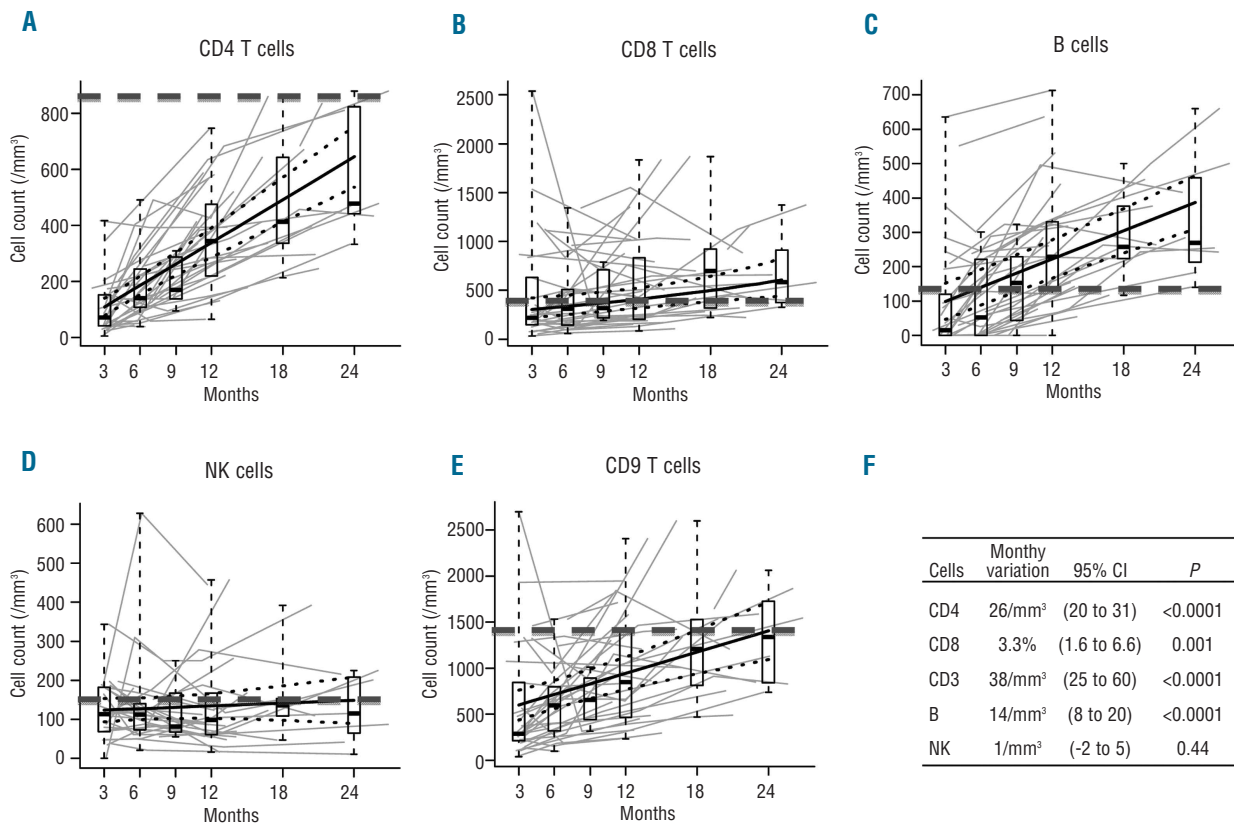 A
CD4 T cells
Cell count (/mm³)
800
600
400
200
0
3 6 9 12 18 24
Months
B
CD8 T cells
Cell count (/mm³)
2500
2000
1500
1000
500
0
3 6 9 12 18 24
Months
C
B cells
Cell count (/mm³)
700
600
500
400
300
200
100
0
3 6 9 12 18 24
Months
D
NK cells
Cell count (/mm³)
600
500
400
300
200
100
0
3 6 9 12 18 24
Months
E
CD9 T cells
Cell count (/mm³)
2500
2000
1500
1000
500
0
3 6 9 12 18 24
Months
F
Cells Monthy variation 95% CI P
CD4 26/mm³ (20 to 31) <0.0001
CD8 3.3% (1.6 to 6.6) 0.001
CD3 38/mm³ (25 to 60) <0.0001
B 14/mm³ (8 to 20) <0.0001
NK 1/mm³ (-2 to 5) 0.44